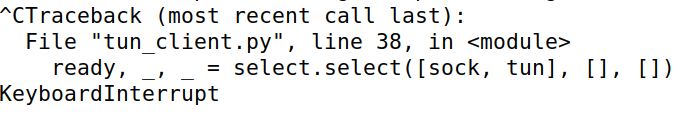 ^CTraceback (most recent call last):
  File "tun_client.py", line 38, in <module>
    ready, _, _ = select.select([sock, tun], [], [])
KeyboardInterrupt